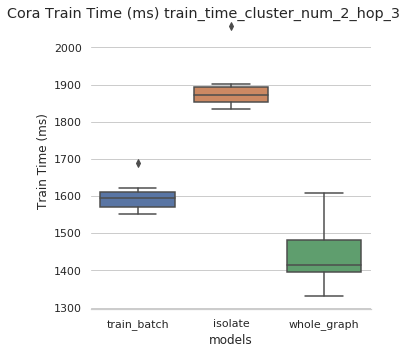 Cora Train Time (ms) train_time_cluster_num_2_hop_3
2000
1900
1800
1700
1600
1500
1400
1300
Train Time (ms)
train_batch
isolate
whole_graph
models